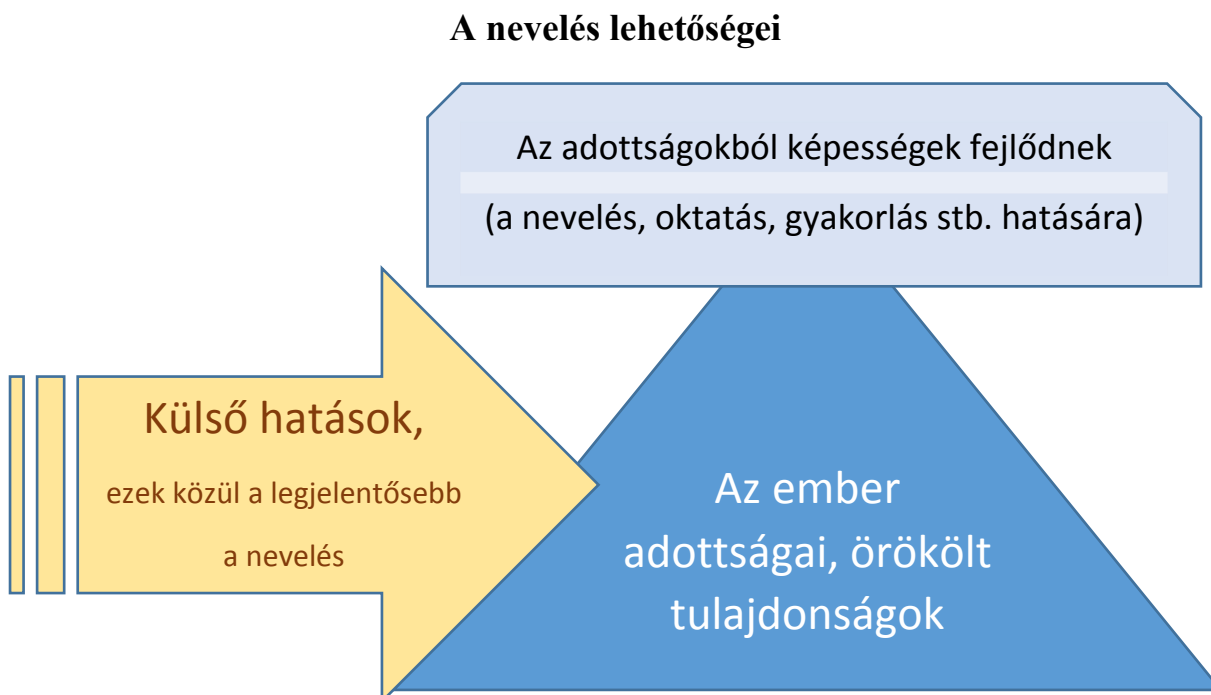 A nevelés lehetőségei
Az adottságokból képességek fejlődnek
(a nevelés, oktatás, gyakorlás stb. hatására)
Külső hatások,
ezek közül a legjelentősebb
a nevelés
Az ember
adottságai, örökölt
tulajdonságok